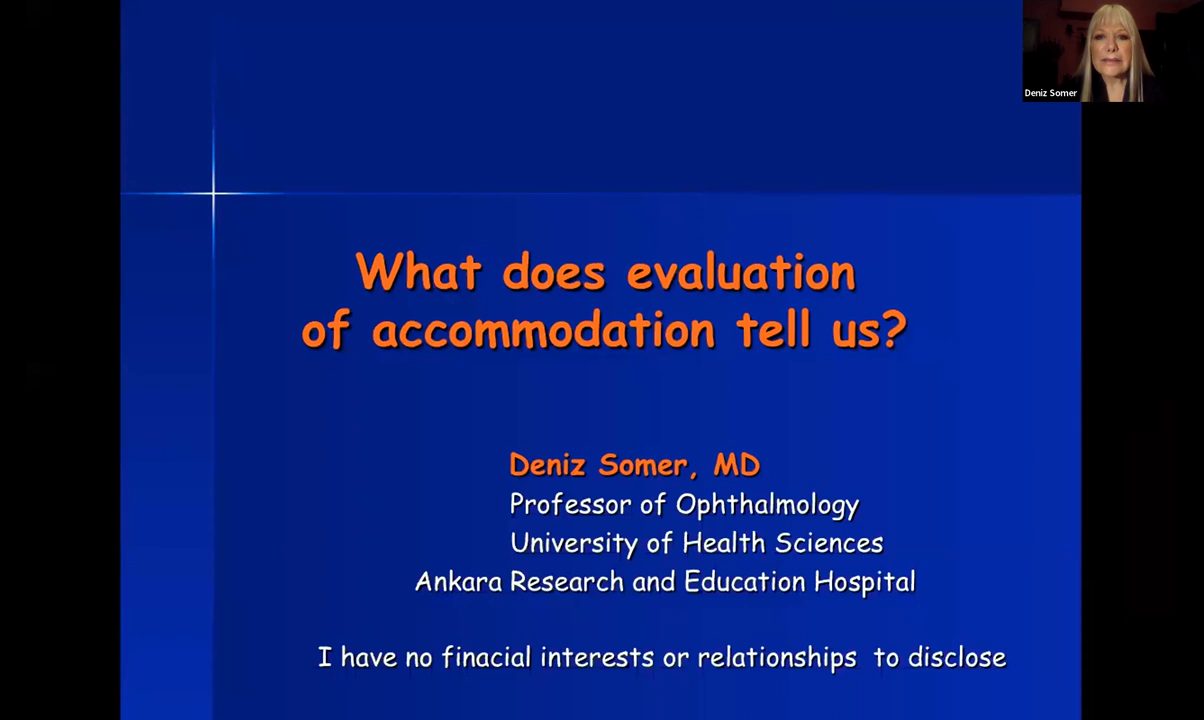 Deniz Somer
What does evaluation
of accommodation tell us?
Deniz Somer, MD
Professor of Ophthalmology
University of Health Sciences
Ankara Research and Education Hospital
I have no finacial interests or relationships to disclose